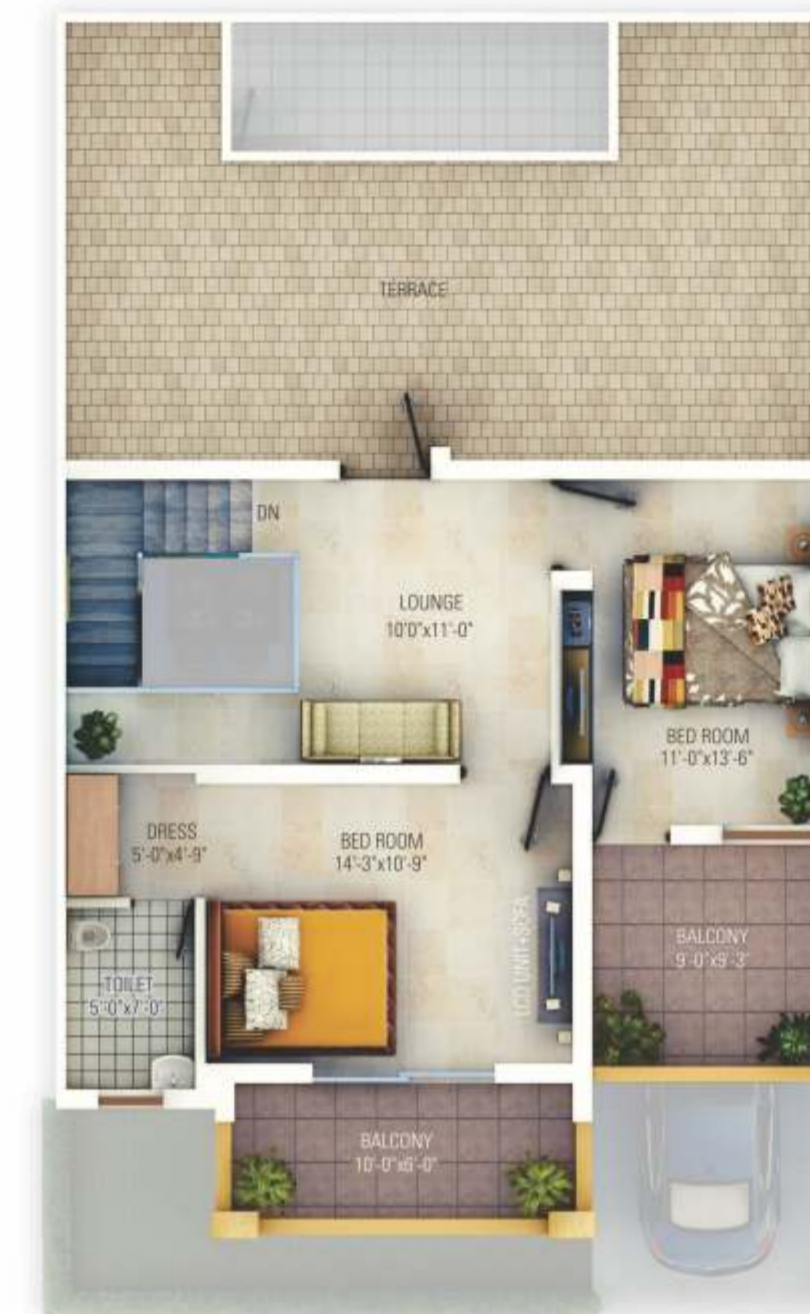 TERRACE
DN
LOUNGE
10'0"x11'-0"
BED ROOM
11'-0"x13'-6"
DRESS
5'-0"x4'-9"
BED ROOM
14'-3"x10'-9"
LCD UNIT+SOFA
BALCONY
9'-0"x9'-3"
TOILET
5'-0"x7'-0"
BALCONY
10'-0"x6'-0"